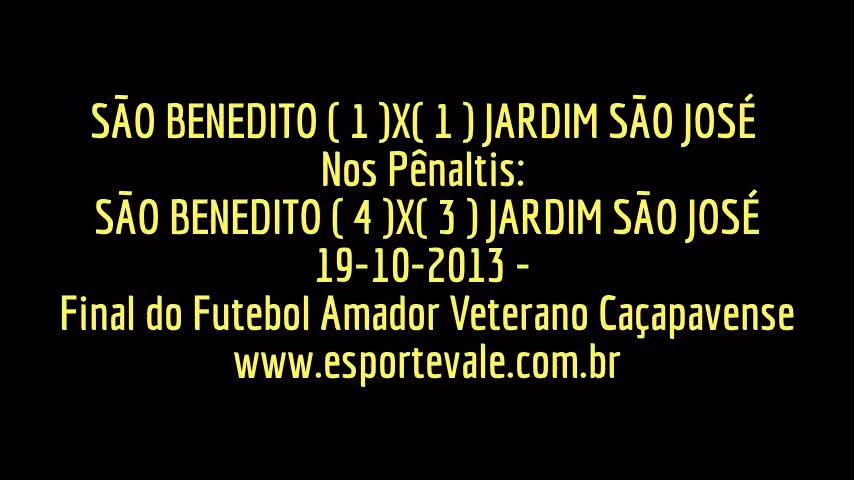 SÃO BENEDITO ( 1 )X( 1 ) JARDIM SÃO JOSÉ
Nos Pênaltis:
SÃO BENEDITO ( 4 )X( 3 ) JARDIM SÃO JOSÉ
19-10-2013 -
Final do Futebol Amador Veterano Caçapavense
www.esportevale.com.br